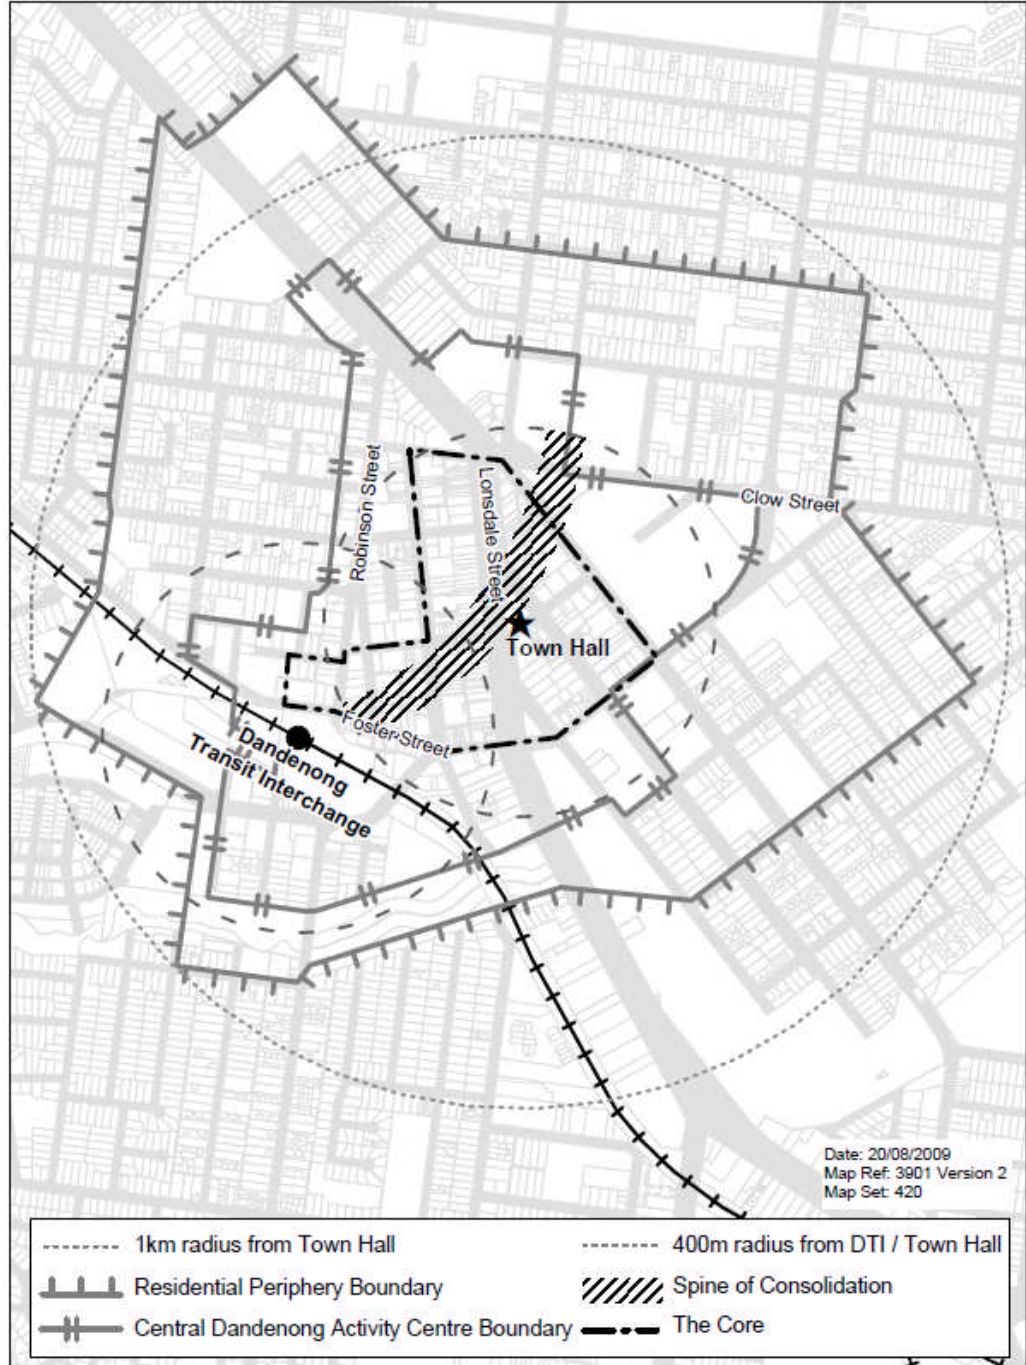 Robinson Street
Lonsdale Street
Clow Street
Town Hall
Foster Street
Dandenong
Transit Interchange
Date: 20/08/2009
Map Ref: 3901 Version 2
Map Set: 420
1km radius from Town Hall
400m radius from DTI / Town Hall
Residential Periphery Boundary
Spine of Consolidation
Central Dandenong Activity Centre Boundary
The Core